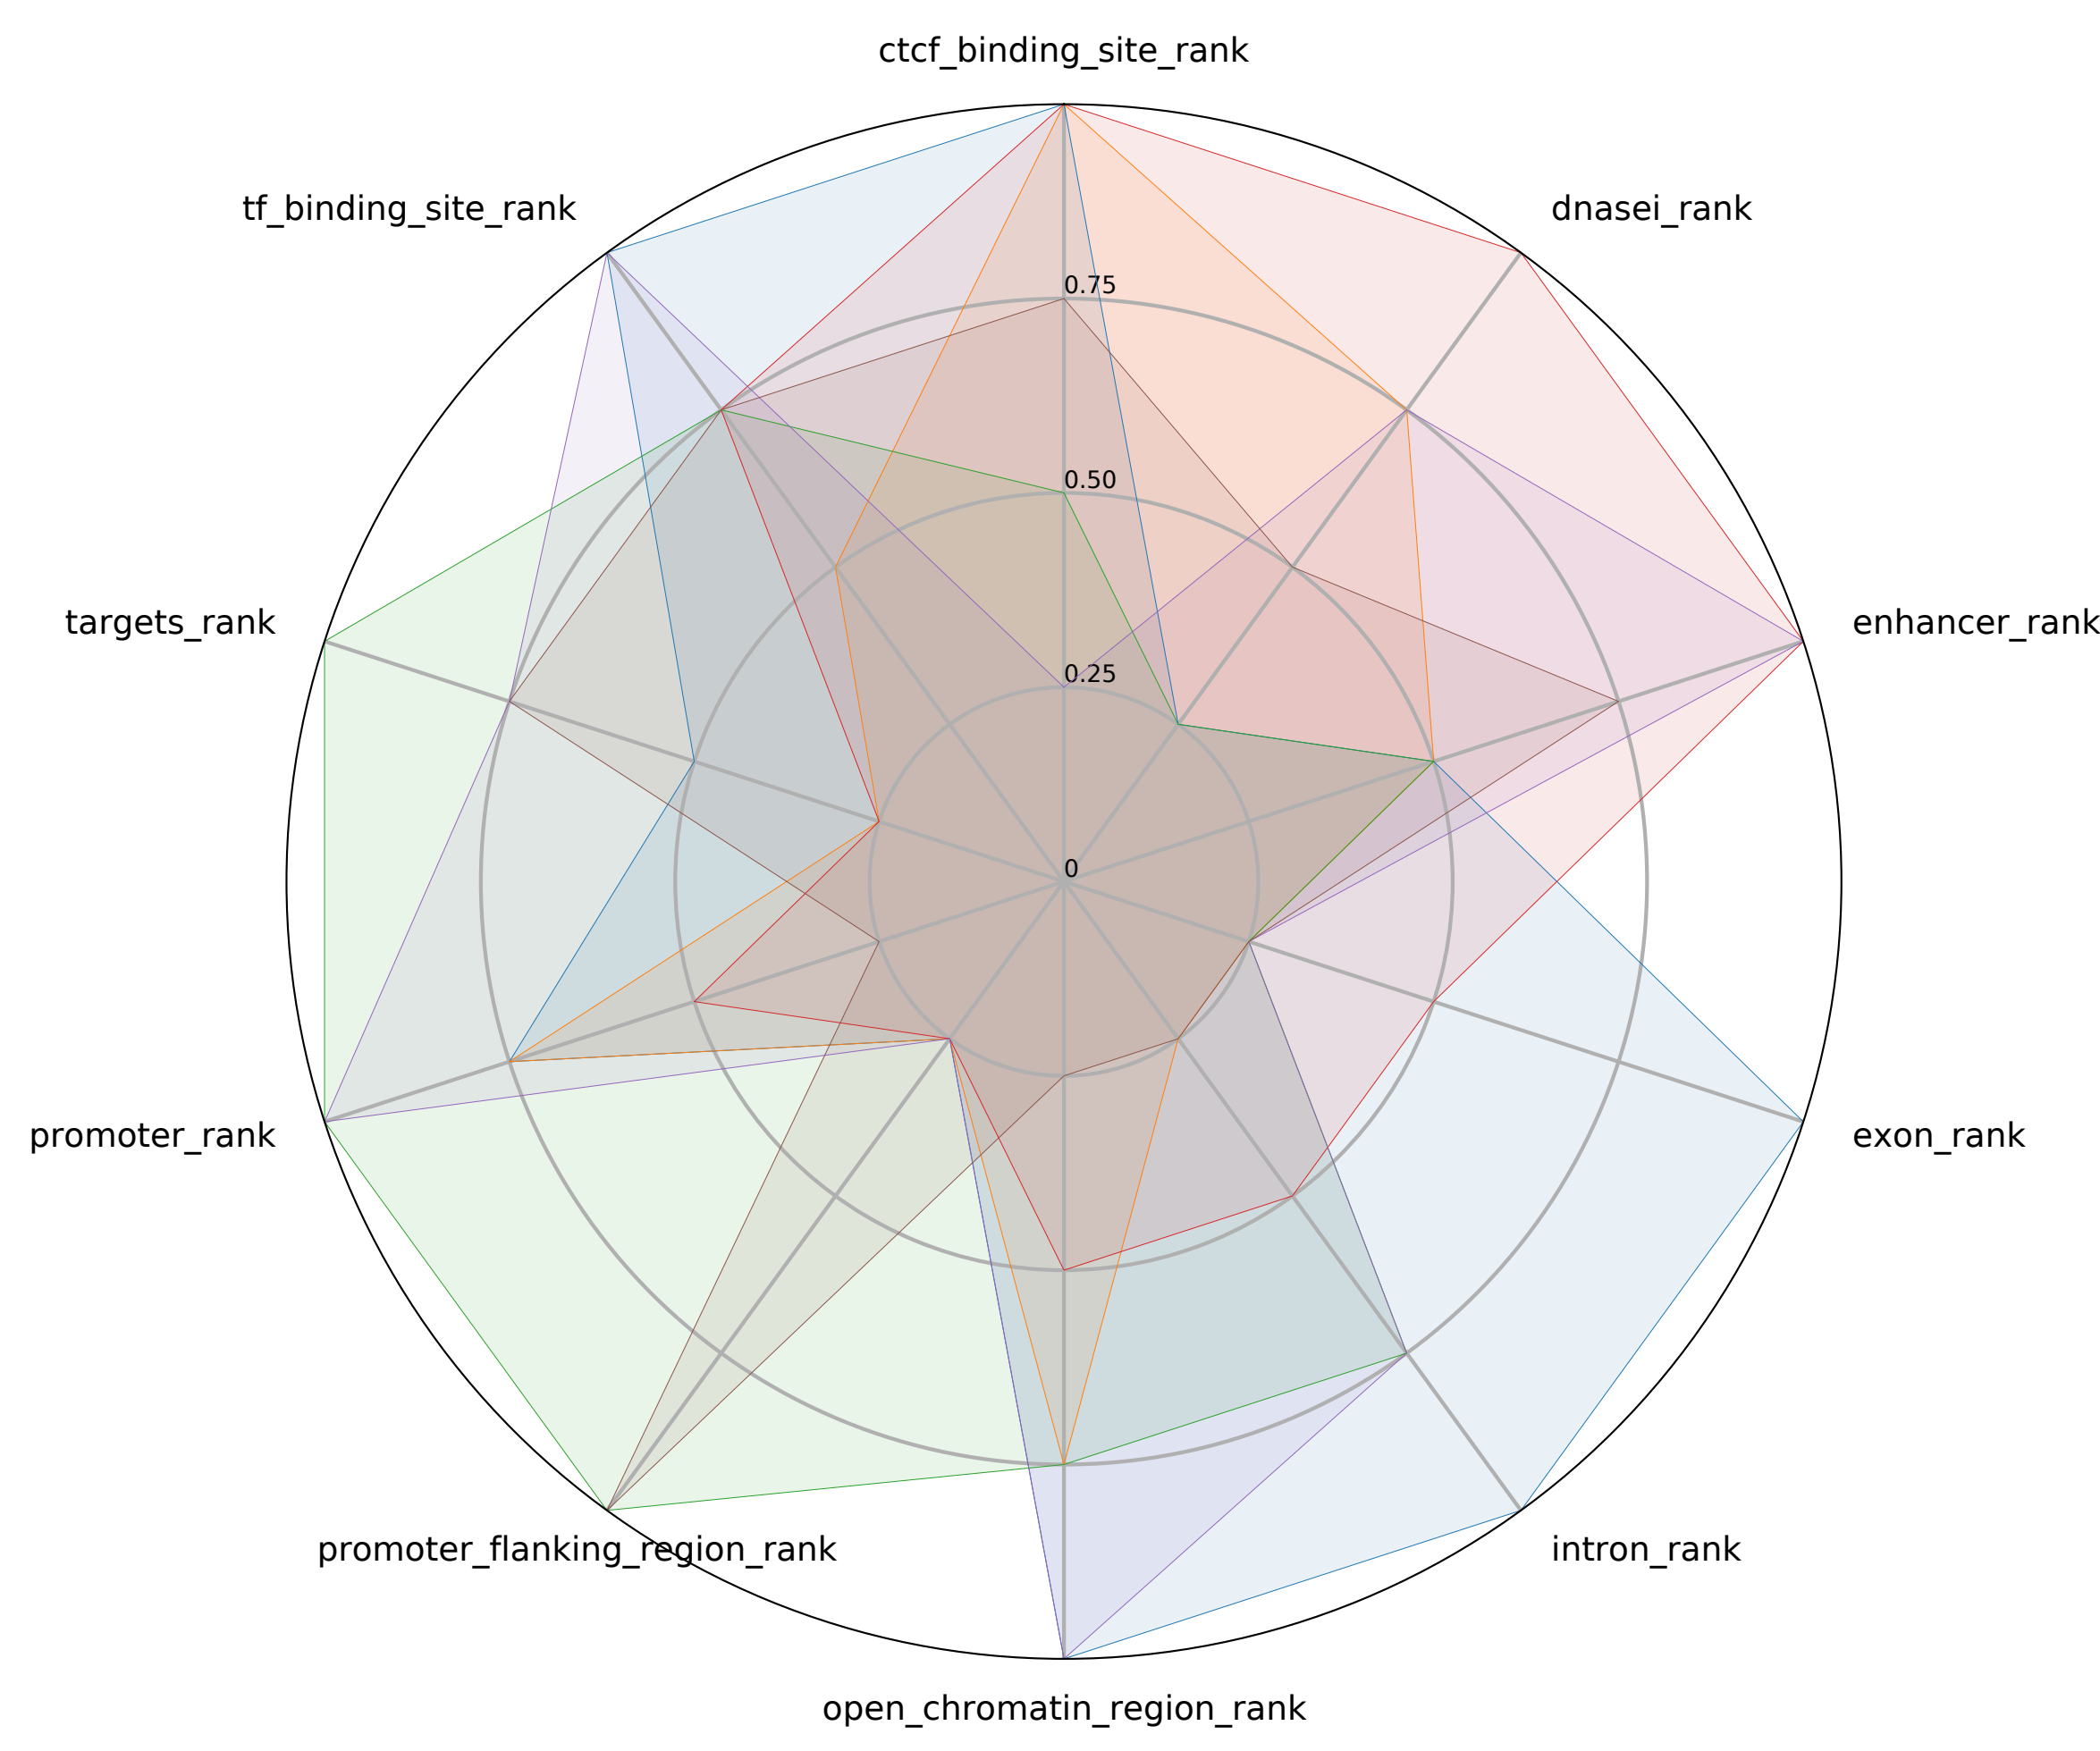 ctcf_binding_site_rank
tf_binding_site_rank
dnasei_rank
0.75
0.50
targets_rank
enhancer_rank
0.25
0
promoter_rank
exon_rank
promoter_flanking_region_rank
intron_rank
open_chromatin_region_rank